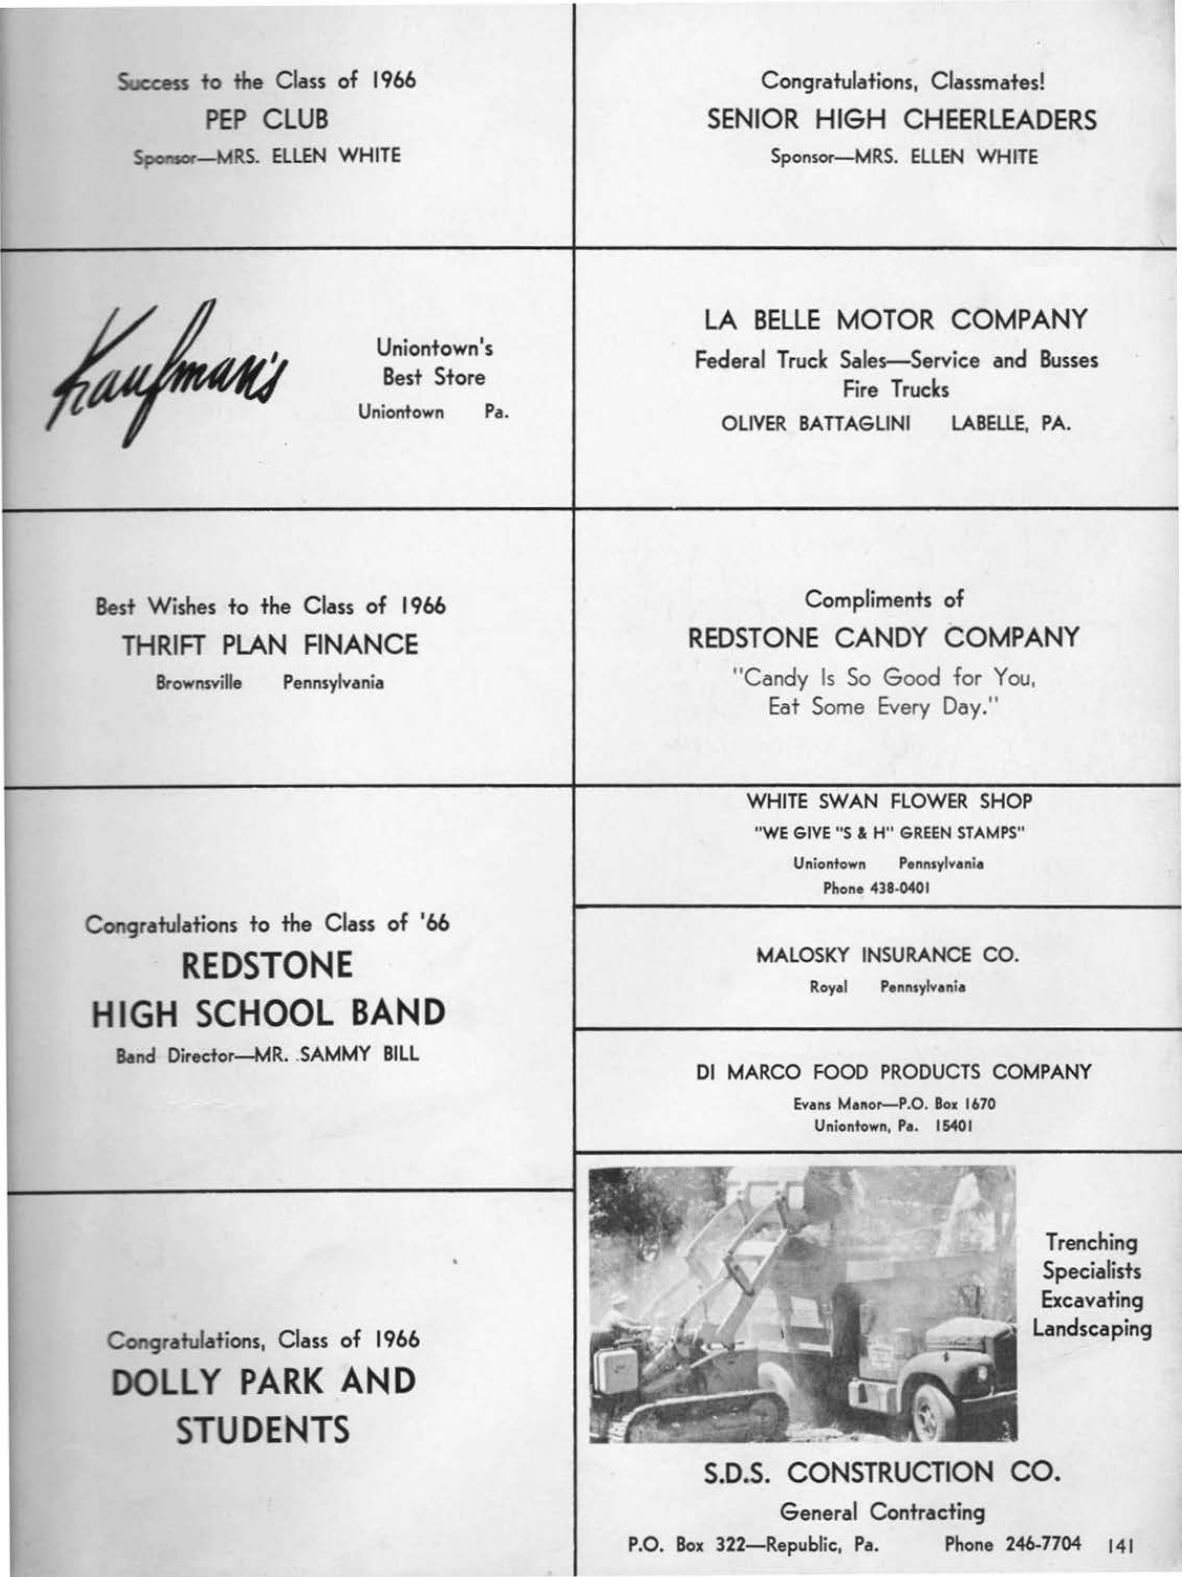 Success to the Class of 1966
PEP CLUB
Sponsor—MRS. ELLEN WHITE
Congratulations, Classmates!
SENIOR HIGH CHEERLEADERS
Sponsor—MRS. ELLEN WHITE
Kaufman's
Uniontown's
Best Store
Uniontown Pa.
LA BELLE MOTOR COMPANY
Federal Truck Sales—Service and Busses
Fire Trucks
OLIVER BATTAGLINI LABELLE, PA.
Best Wishes to the Class of 1966
THRIFT PLAN FINANCE
Brownsville Pennsylvania
Compliments of
REDSTONE CANDY COMPANY
"Candy Is So Good for You,
Eat Some Every Day."
Congratulations to the Class of '66
REDSTONE
HIGH SCHOOL BAND
Band Director—MR. SAMMY BILL
WHITE SWAN FLOWER SHOP
"WE GIVE "S & H" GREEN STAMPS"
Uniontown Pennsylvania
Phone 438-0401
MALOSKY INSURANCE CO.
Royal Pennsylvania
DI MARCO FOOD PRODUCTS COMPANY
Evans Manor—P.O. Box 1670
Uniontown, Pa. 15401
Congratulations, Class of 1966
DOLLY PARK AND
STUDENTS
Trenching
Specialists
Excavating
Landscaping
S.D.S. CONSTRUCTION CO.
General Contracting
P.O. Box 322—Republic, Pa. Phone 246-7704
141